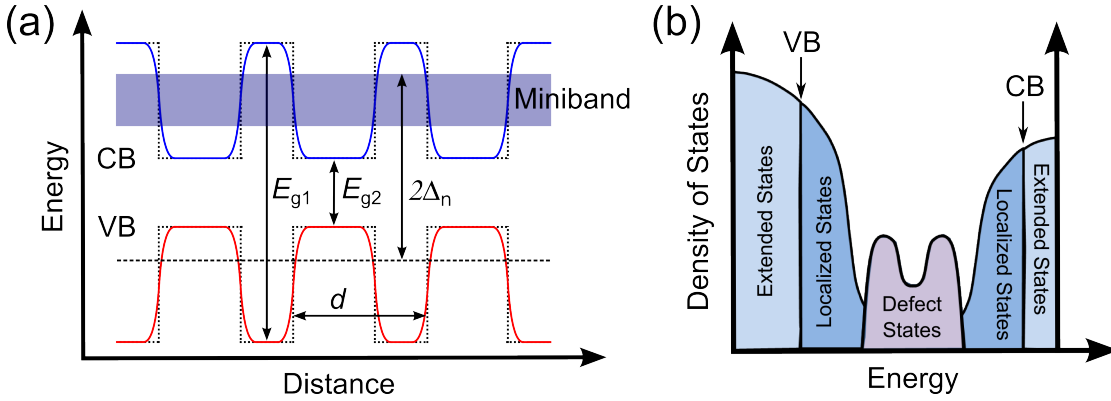 (a)
Energy
CB
VB
Miniband
E_g1
E_g2
2Δ_n
d
Distance
(b)
Density of States
VB
CB
Extended States
Localized States
Defect
States
Localized States
Extended States
Energy